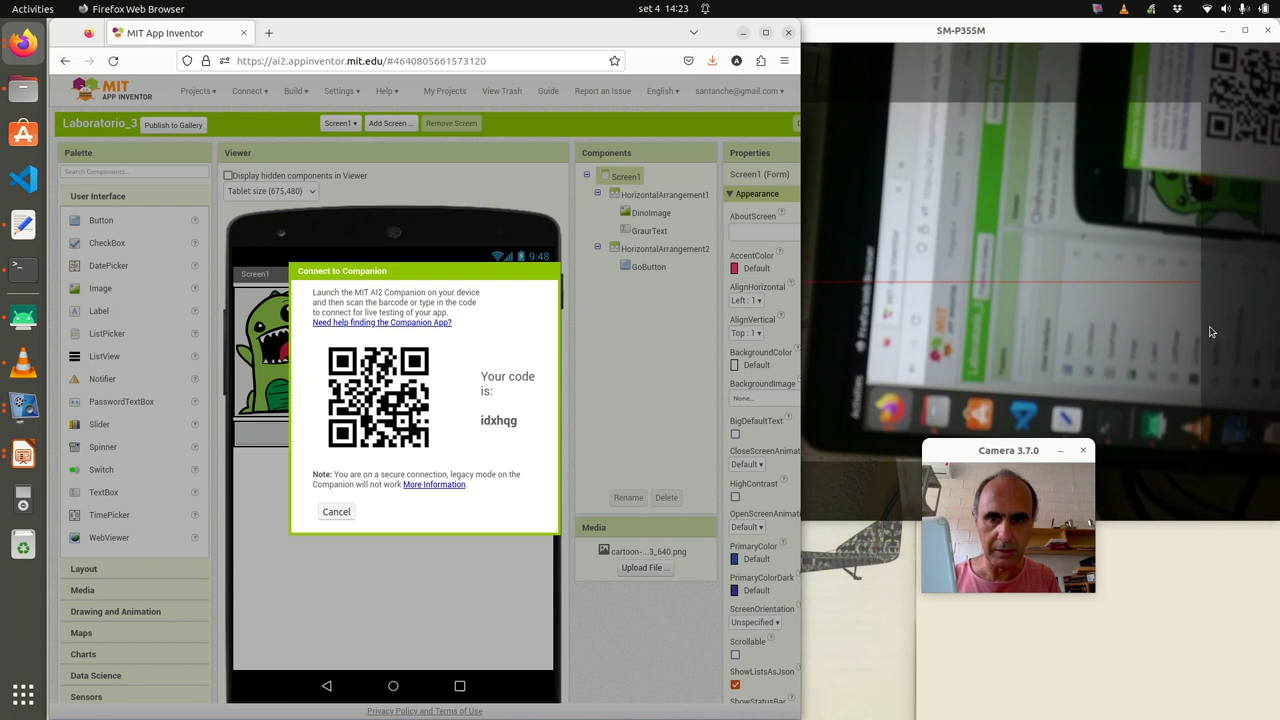 Activities
Firefox Web Browser
set 4 14:23
MIT App Inventor
https://ai2.appinventor.mit.edu/#4640805661573120
MIT
APP INVENTOR
Projects ▾
Connect ▾
Build ▾
Settings ▾
Help ▾
My Projects
View Trash
Guide
Report an Issue
English ▾
santanche@gmail.com ▾
Laboratorio_3
Publish to Gallery
Screen1 ▾
Add Screen ...
Remove Screen
Palette
Search Components...
User Interface
Button
CheckBox
DatePicker
Image
Label
ListPicker
ListView
Notifier
PasswordTextBox
Slider
Spinner
Switch
TextBox
TimePicker
WebViewer
Layout
Media
Drawing and Animation
Maps
Charts
Data Science
Sensors
Viewer
Display hidden components in Viewer
Tablet size (675,480)
9:48
Screen1
Connect to Companion
Launch the MIT AI2 Companion on your device
and then scan the barcode or type in the code
to connect for live testing of your app.
Need help finding the Companion App?
Your code
is:
idxhqg
Note: You are on a secure connection, legacy mode on the
Companion will not work More Information.
Cancel
Privacy Policy and Terms of Use
Components
Screen1
HorizontalArrangement1
DinoImage
GraurText
HorizontalArrangement2
GoButton
Rename
Delete
Media
cartoon-...3_640.png
Upload File ...
Properties
Screen1 (Form)
Appearance
AboutScreen
AccentColor
Default
AlignHorizontal
Left : 1 ▾
AlignVertical
Top : 1 ▾
BackgroundColor
Default
BackgroundImage
None...
BigDefaultText
CloseScreenAnimat
Default ▾
HighContrast
OpenScreenAnimati
Default ▾
PrimaryColor
Default
PrimaryColorDark
Default
ScreenOrientation
Unspecified ▾
Scrollable
ShowListsAsJson
ShowStatusBar
SM-P355M
Activities
Firefox Web Browser
Laboratorio_3
Camera 3.7.0